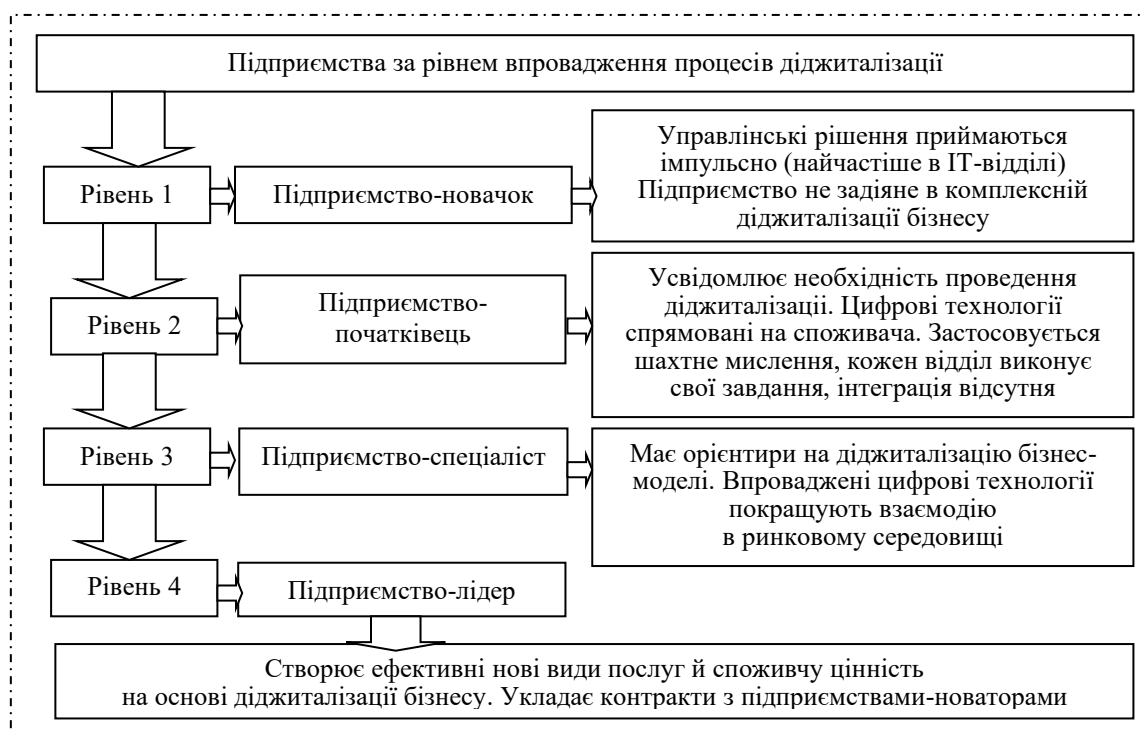 Підприємства за рівнем впровадження процесів діджиталізації
Рівень 1
Підприємство-новачок
Управлінські рішення приймаються
імпульсно (найчастіше в ІТ-відділі)
Підприємство не задіяне в комплексній
діджиталізації бізнесу
Рівень 2
Підприємство-
початківець
Усвідомлює необхідність проведення
діджиталізації. Цифрові технології
спрямовані на споживача. Застосовується
шахтне мислення, кожен відділ виконує
свої завдання, інтеграція відсутня
Рівень 3
Підприємство-спеціаліст
Має орієнтири на діджиталізацію бізнес-
моделі. Впроваджені цифрові технології
покращують взаємодію
в ринковому середовищі
Рівень 4
Підприємство-лідер
Створює ефективні нові види послуг й споживчу цінність
на основі діджиталізації бізнесу. Укладає контракти з підприємствами-новаторами